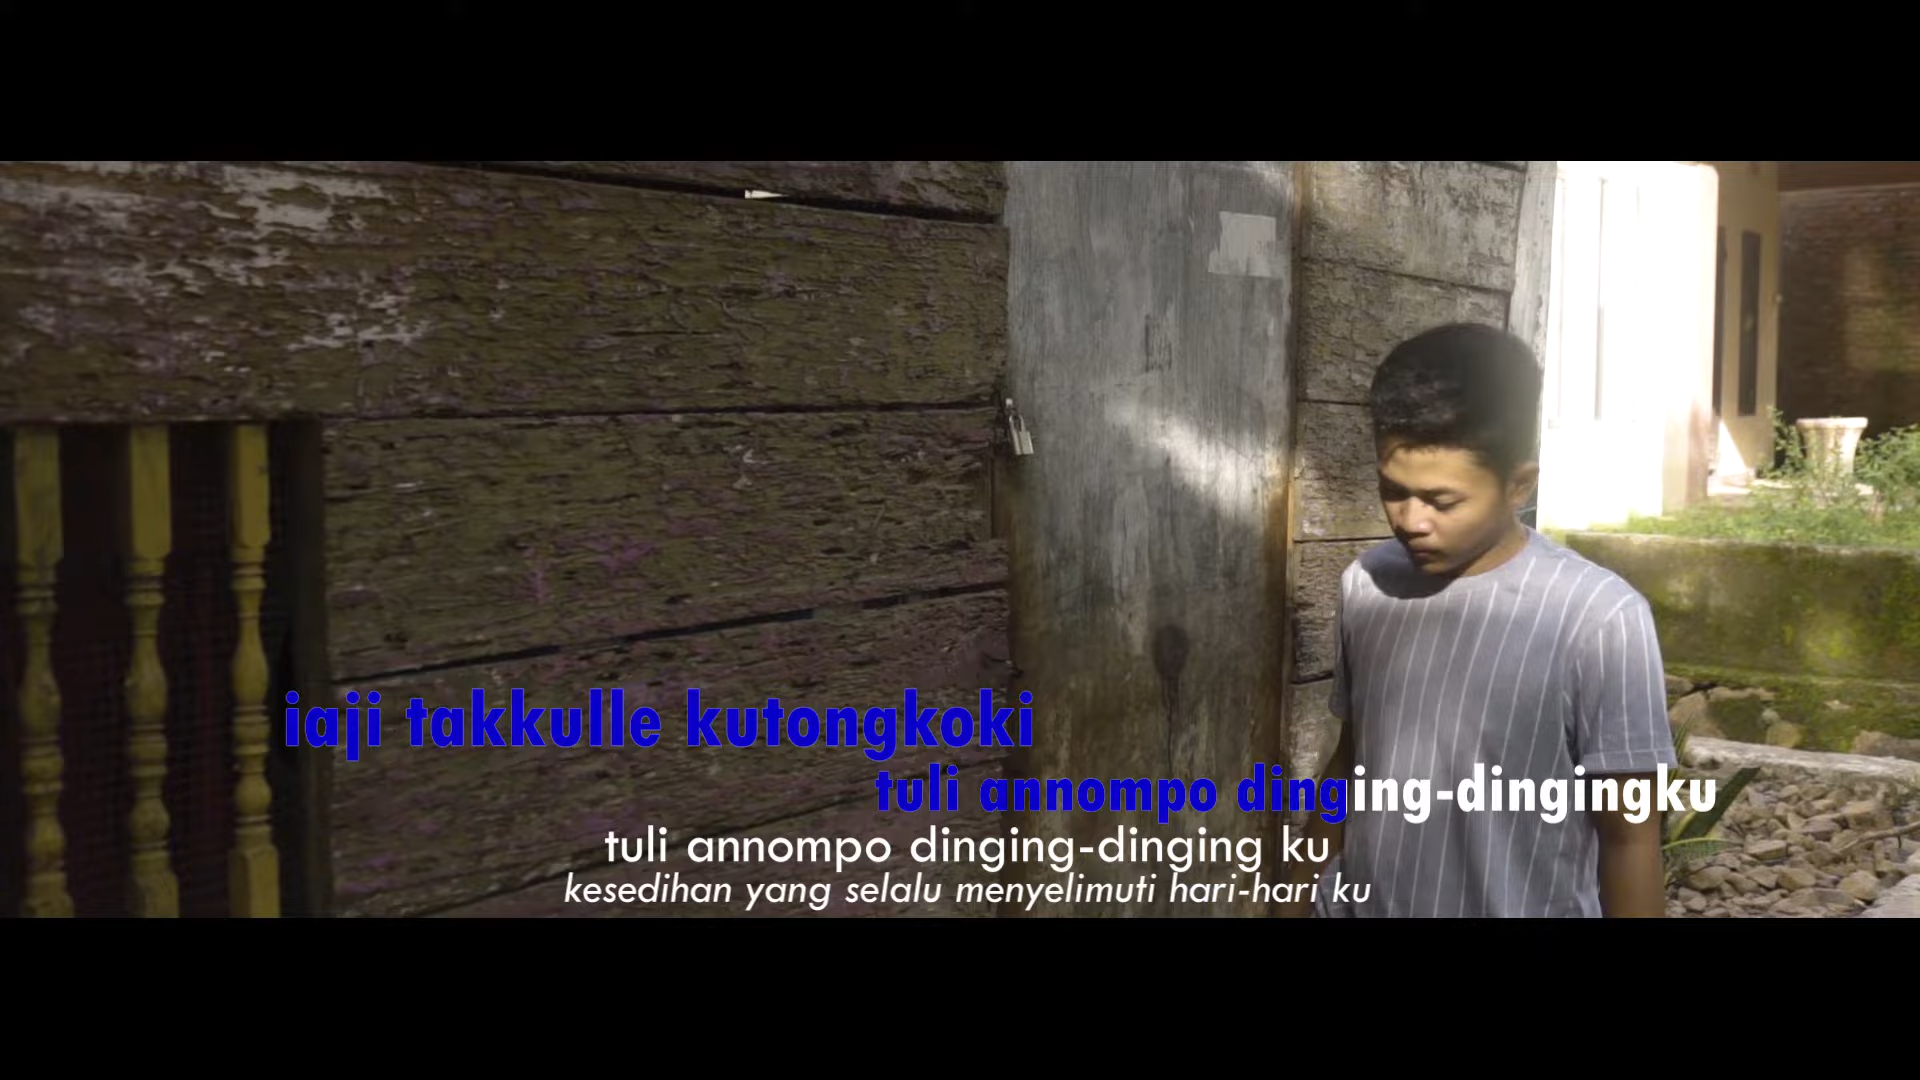 iaji takkulle kutongkoki
tuli annompo dinging-dingingku
tuli annompo dinging-dinging ku
kesedihan yang selalu menyelimuti hari-hari ku